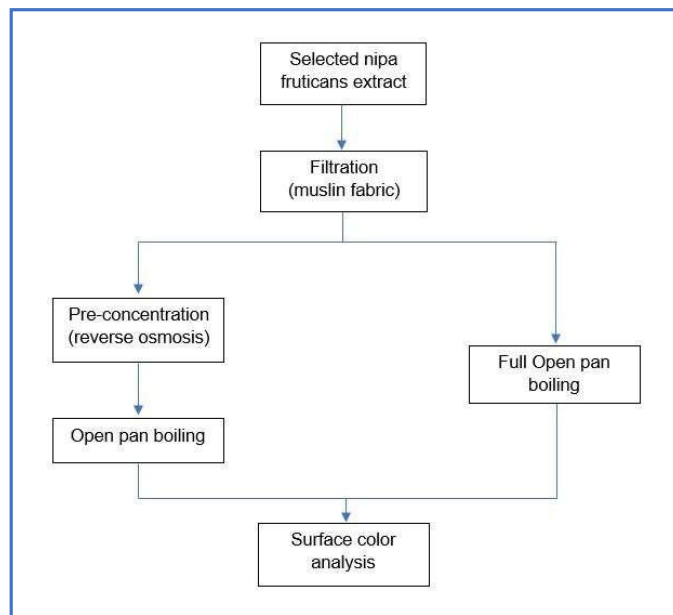 Selected nipa
fruticans extract
Filtration
(muslin fabric)
Pre-concentration
(reverse osmosis)
Full Open pan
boiling
Open pan boiling
Surface color
analysis